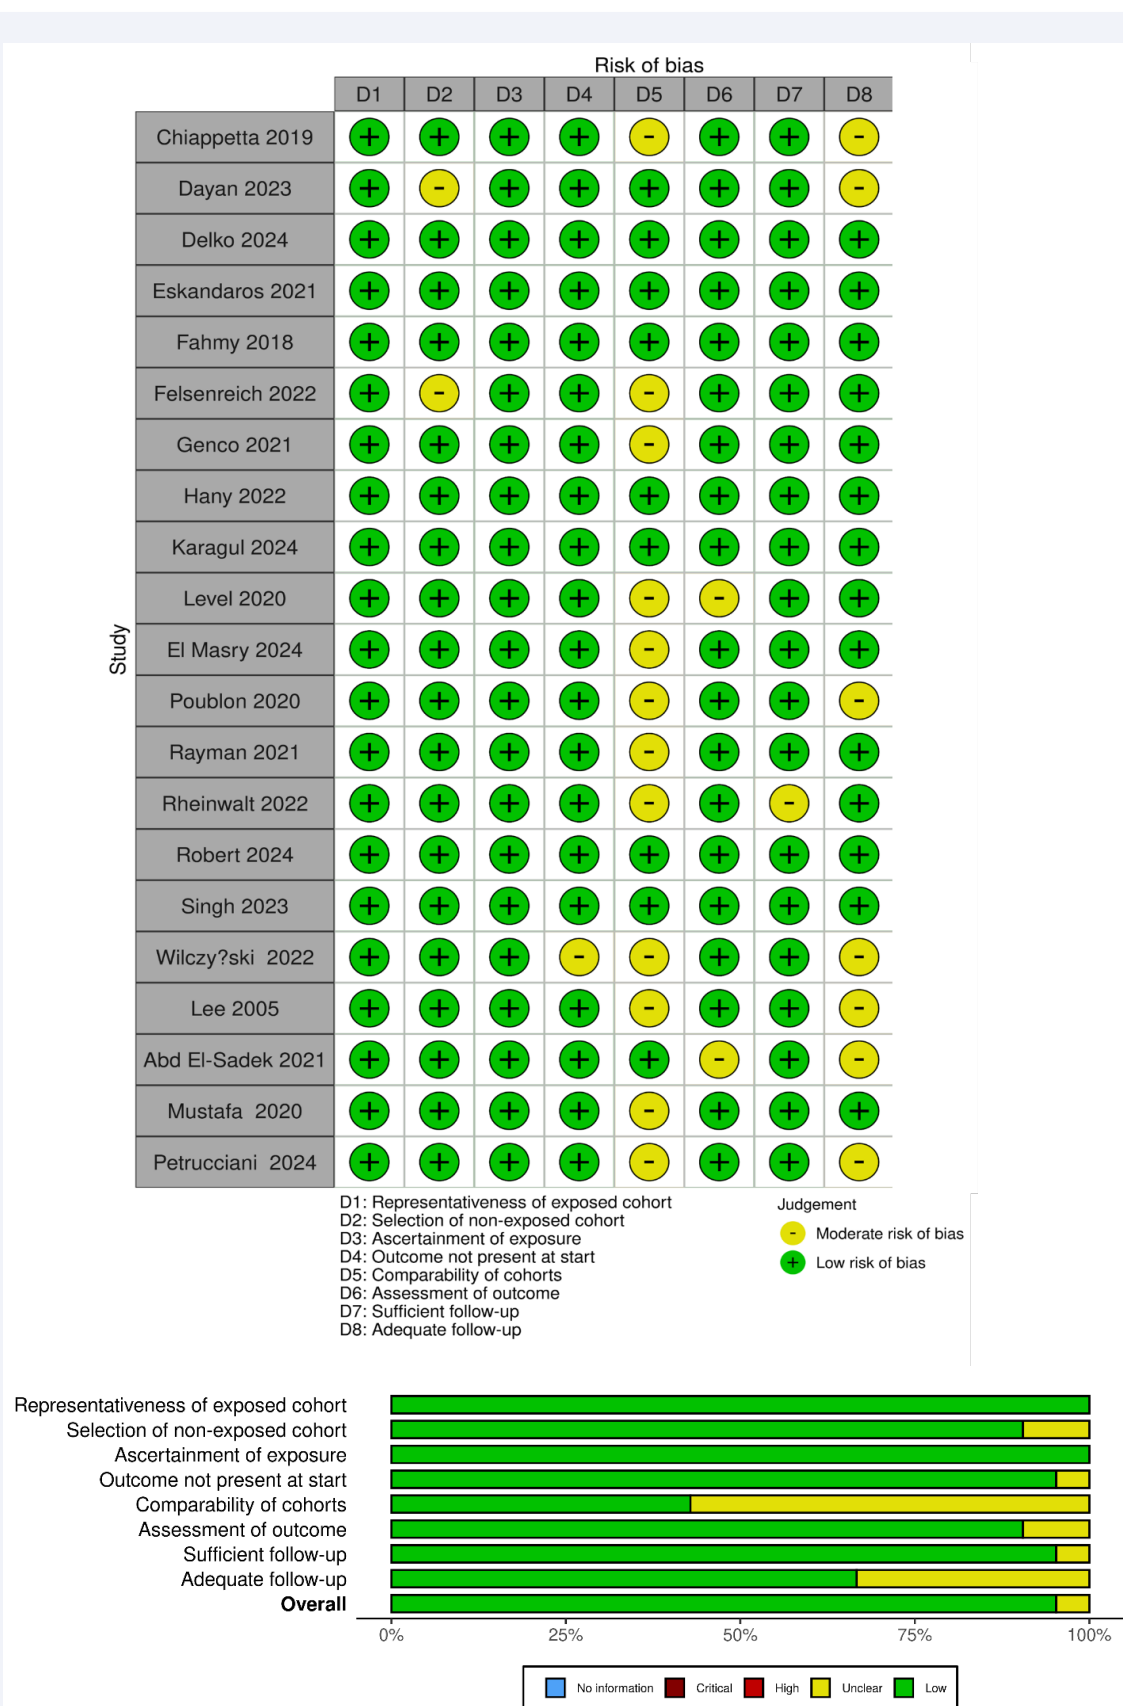 Risk of bias
D1 D2 D3 D4 D5 D6 D7 D8
Study
Chiappetta 2019 + + + + - + + -
Dayan 2023 + - + + + + + -
Delko 2024 + + + + + + + +
Eskandaros 2021 + + + + + + + +
Fahmy 2018 + + + + + + + +
Felsenreich 2022 + - + + - + + +
Genco 2021 + + + + - + + +
Hany 2022 + + + + + + + +
Karagul 2024 + + + + + + + +
Level 2020 + + + + - - + +
El Masry 2024 + + + + - + + +
Poublon 2020 + + + + - + + -
Rayman 2021 + + + + - + + +
Rheinwalt 2022 + + + + - + - +
Robert 2024 + + + + + + + +
Singh 2023 + + + + + + + +
Wilczy?ski 2022 + + + - - + + -
Lee 2005 + + + + - + + -
Abd El-Sadek 2021 + + + + + - + -
Mustafa 2020 + + + + - + + +
Petrucciani 2024 + + + + - + + -
D1: Representativeness of exposed cohort
D2: Selection of non-exposed cohort
D3: Ascertainment of exposure
D4: Outcome not present at start
D5: Comparability of cohorts
D6: Assessment of outcome
D7: Sufficient follow-up
D8: Adequate follow-up
Judgement
- Moderate risk of bias
+ Low risk of bias
Representativeness of exposed cohort
Selection of non-exposed cohort
Ascertainment of exposure
Outcome not present at start
Comparability of cohorts
Assessment of outcome
Sufficient follow-up
Adequate follow-up
Overall
0% 25% 50% 75% 100%
No information Critical High Unclear Low